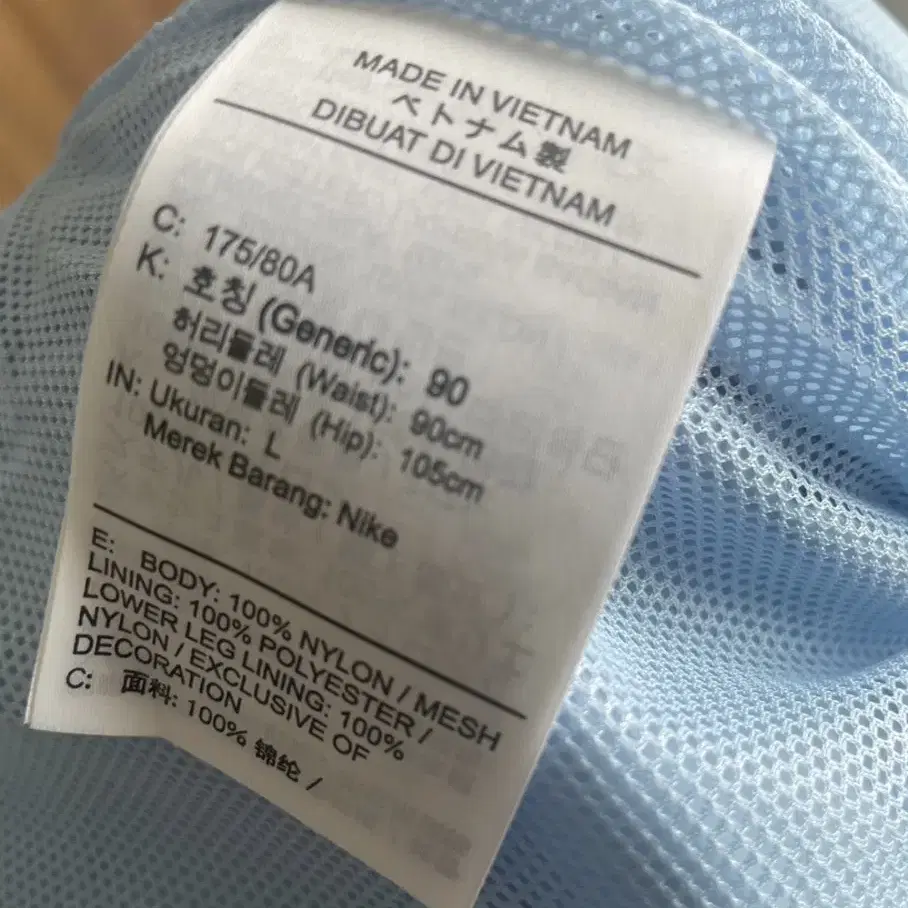 MADE IN VIETNAM
ベトナム製
DIBUAT DI VIETNAM
C: 175/80A
K: 호칭 (Generic): 90
허리둘레 (Waist): 90cm
엉덩이둘레 (Hip): 105cm
IN: Ukuran: L
Merek Barang: Nike
E: BODY: 100% NYLON / MESH
LINING: 100% POLYESTER /
LOWER LEG LINING: 100%
NYLON / EXCLUSIVE OF
DECORATION
C: 面料: 100% 锦纶 /